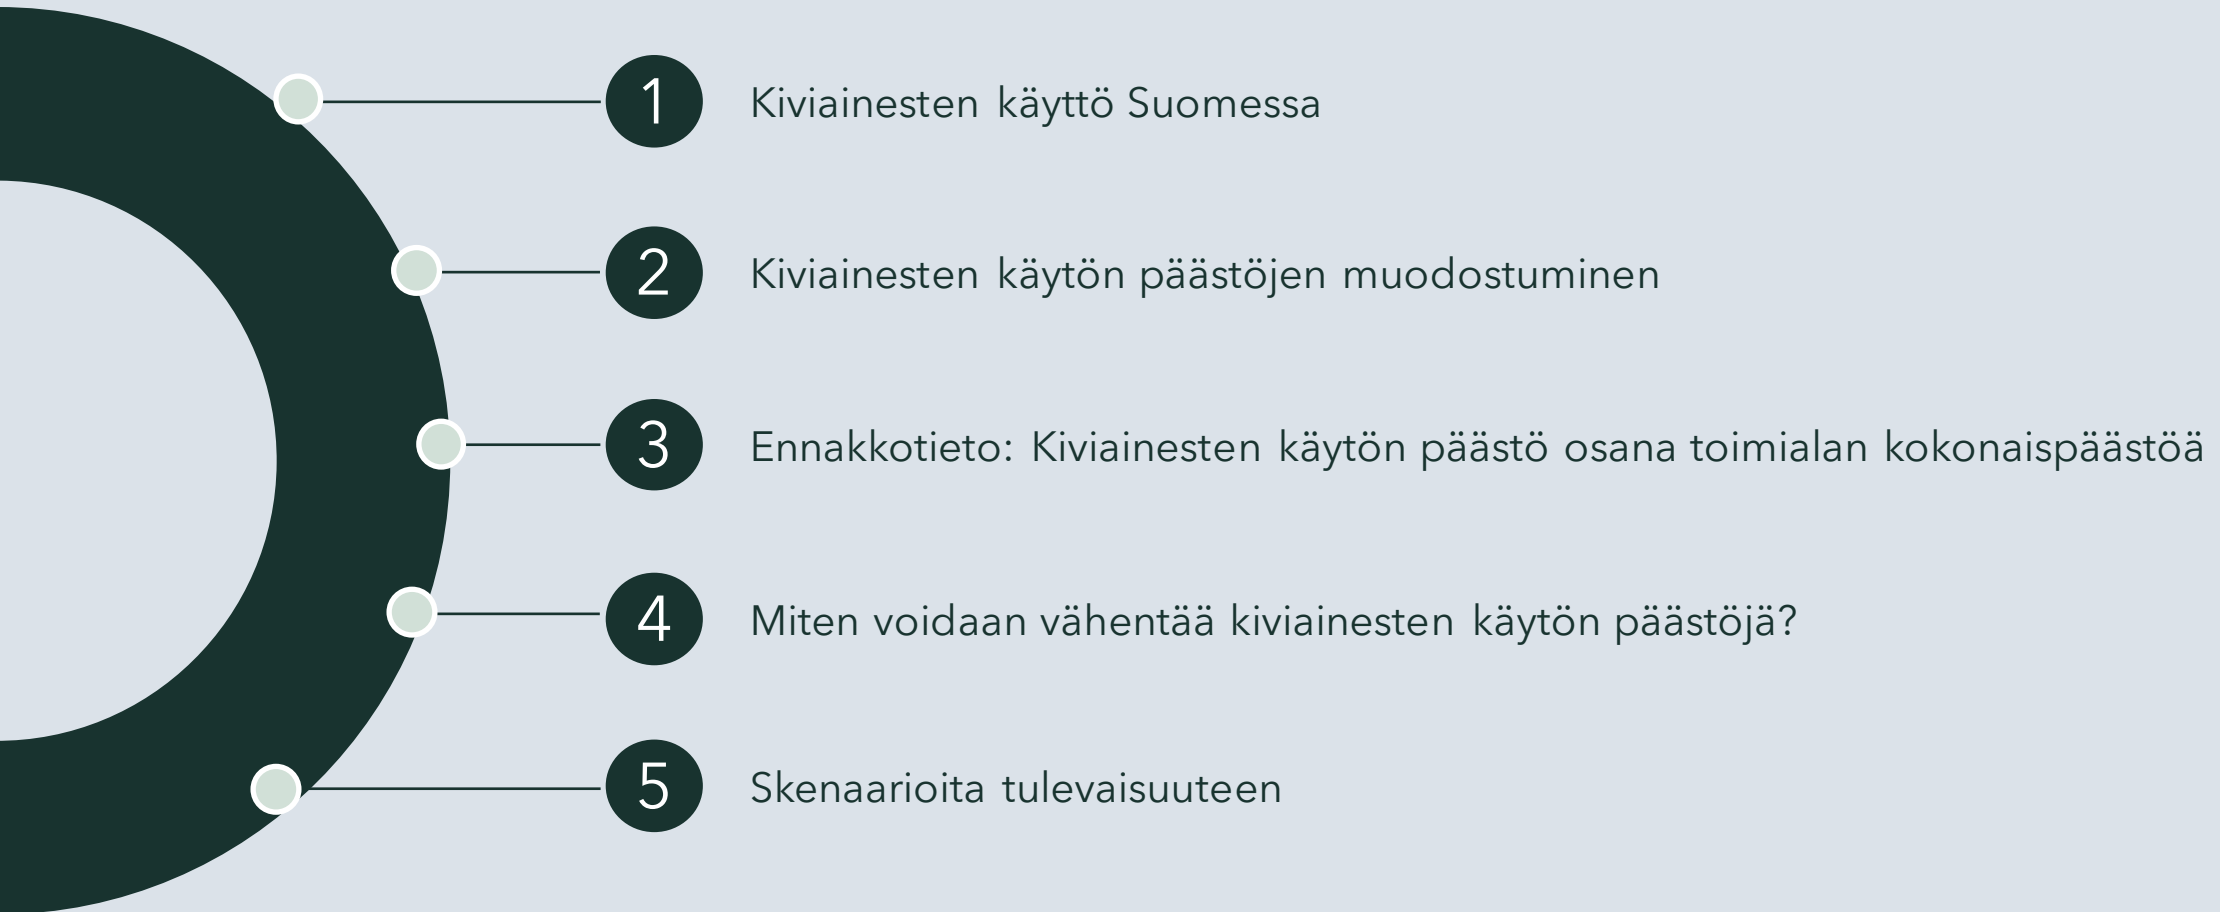 1 Kiviainesten käyttö Suomessa
2 Kiviainesten käytön päästöjen muodostuminen
3 Ennakkotieto: Kiviainesten käytön päästö osana toimialan kokonaispäästöä
4 Miten voidaan vähentää kiviainesten käytön päästöjä?
5 Skenaarioita tulevaisuuteen